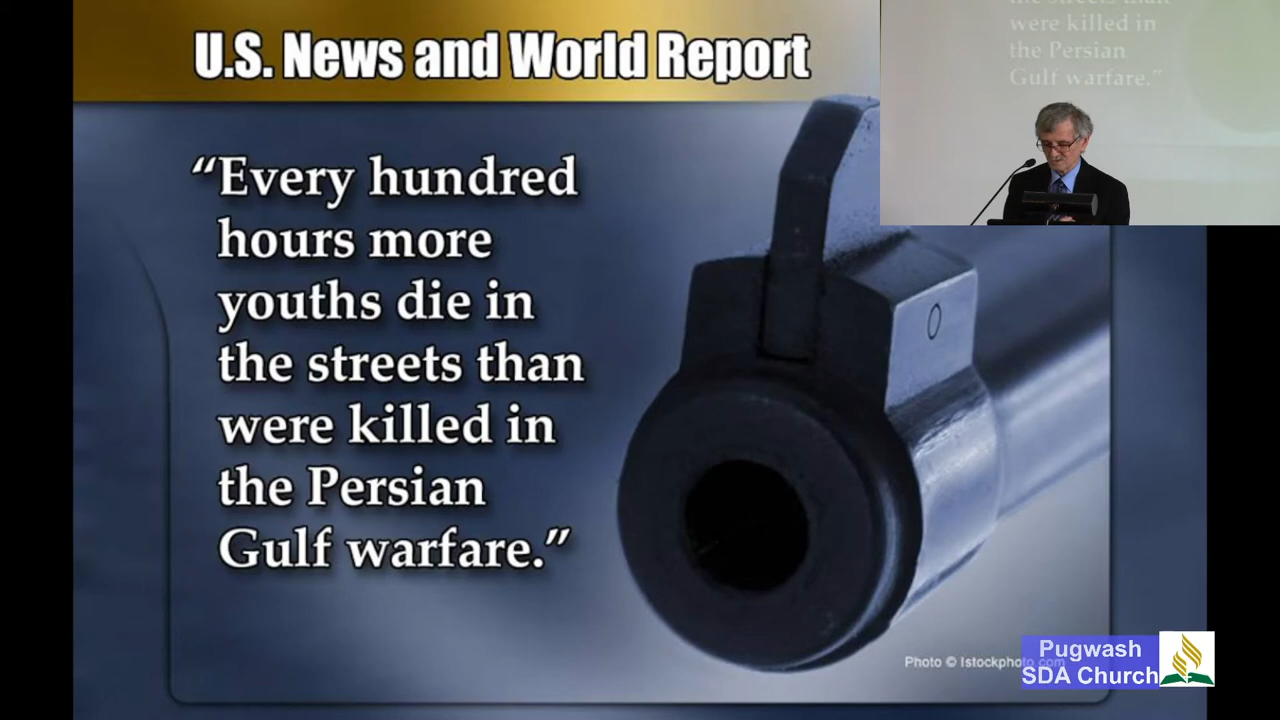 U.S. News and World Report
“Every hundred
hours more
youths die in
the streets than
were killed in
the Persian
Gulf warfare.”
were killed in
the Persian
Gulf warfare.”
Photo © Istockphoto.com
Pugwash
SDA Church